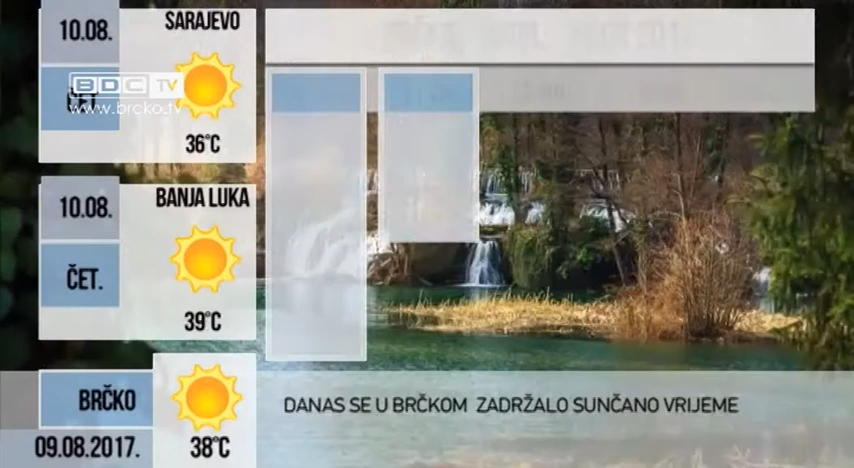 10.08.
SARAJEVO
BDC TV
ČET.
www.brcko.tv
36°C
10.08.
BANJA LUKA
ČET.
39°C
BRČKO
09.08.2017.
38°C
DANAS SE U BRČKOM ZADRŽALO SUNČANO VRIJEME